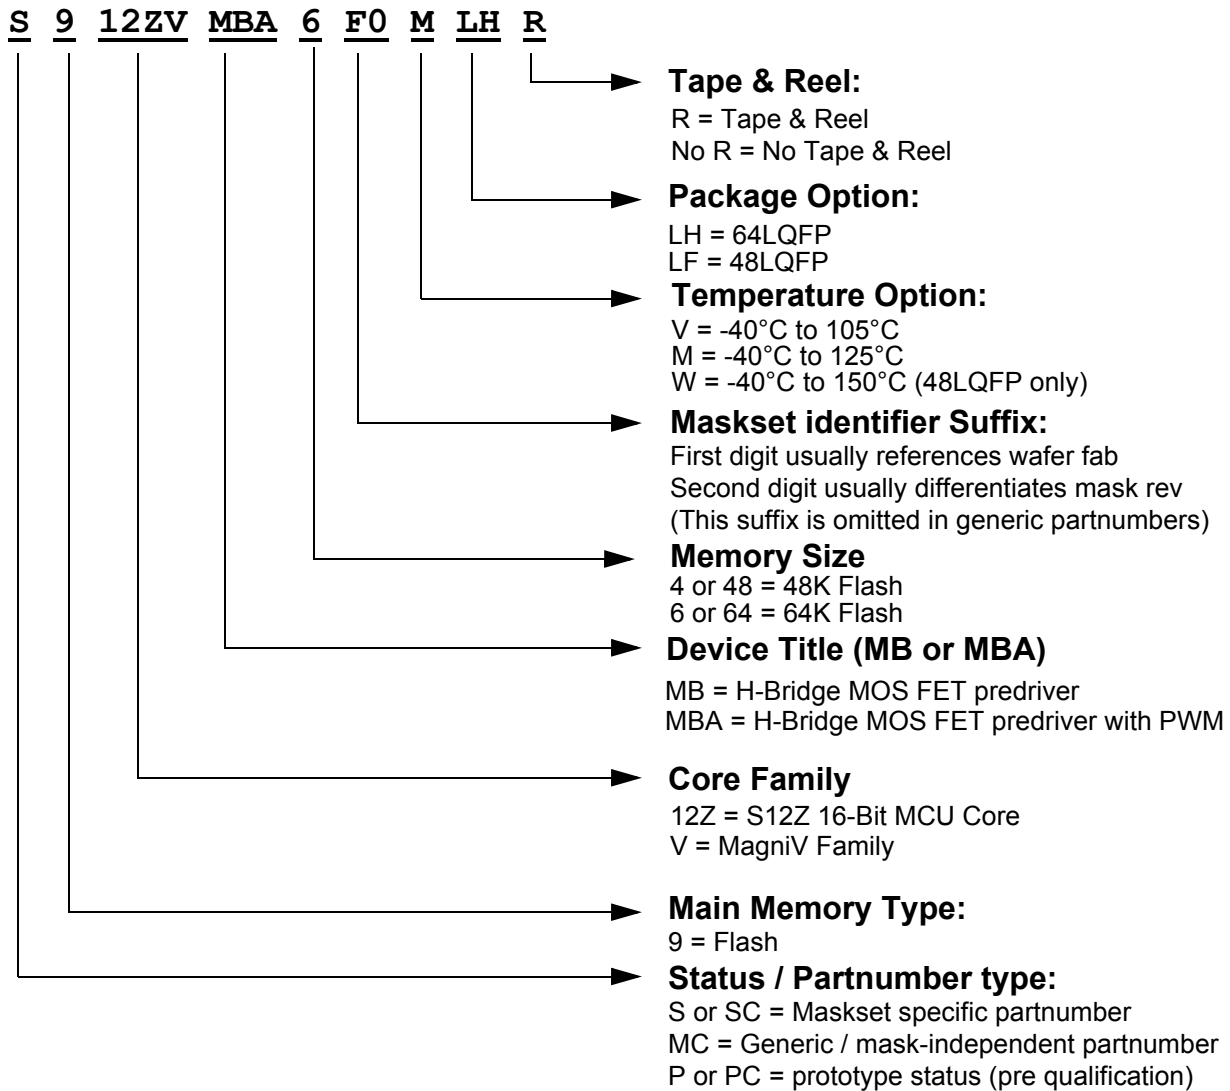 S 9 12ZV MBA 6 F0 M LH R
Tape & Reel:
R = Tape & Reel
No R = No Tape & Reel
Package Option:
LH = 64LQFP
LF = 48LQFP
Temperature Option:
V = -40°C to 105°C
M = -40°C to 125°C
W = -40°C to 150°C (48LQFP only)
Maskset identifier Suffix:
First digit usually references wafer fab
Second digit usually differentiates mask rev
(This suffix is omitted in generic partnumbers)
Memory Size
4 or 48 = 48K Flash
6 or 64 = 64K Flash
Device Title (MB or MBA)
MB = H-Bridge MOS FET predriver
MBA = H-Bridge MOS FET predriver with PWM
Core Family
12Z = S12Z 16-Bit MCU Core
V = MagniV Family
Main Memory Type:
9 = Flash
Status / Partnumber type:
S or SC = Maskset specific partnumber
MC = Generic / mask-independent partnumber
P or PC = prototype status (pre qualification)